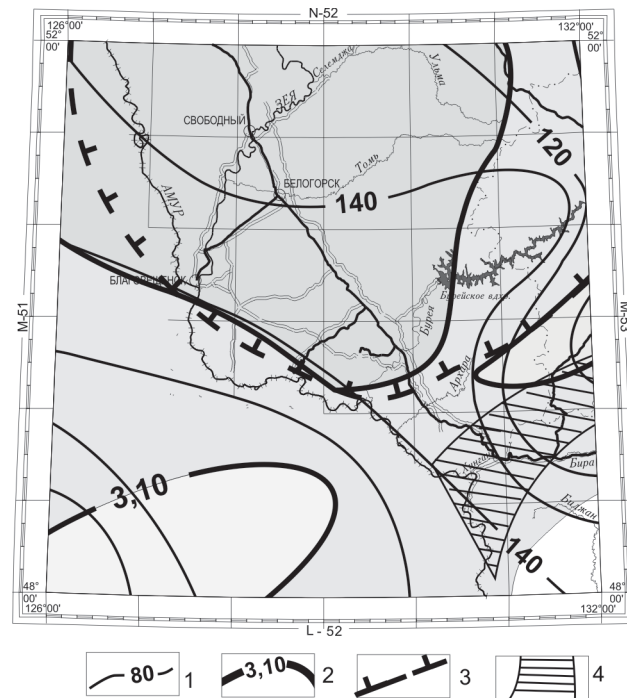 N-52
126°00'
52°
00'
132°00'
52°
00'
Селемджа
Ульма
ЗЕЯ
СВОБОДНЫЙ
120
Томь
БЕЛОГОРСК
АМУР
140
БЛАГОВЕЩЕНСК
Бурейское вдхр.
M-51
M-53
Бурея
Архара
Хинган
Бира
3,10
Биджан
140
48°
00'
126°00'
48°
00'
132°00'
L - 52
80 1
3,10 2
3
4